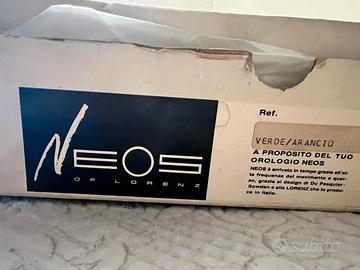 NEOS
OF LORENZ
Ref.
VERDE/ARANCIO
A PROPOSITO DEL TUO
OROLOGIO NEOS
NEOS è arrivato in tempo grazie all'al-
ta frequenza del movimento a quar-
zo, grazie al design di Du Pasquier-
Sowden e alla LORENZ che lo produ-
ce in Italia.
subito